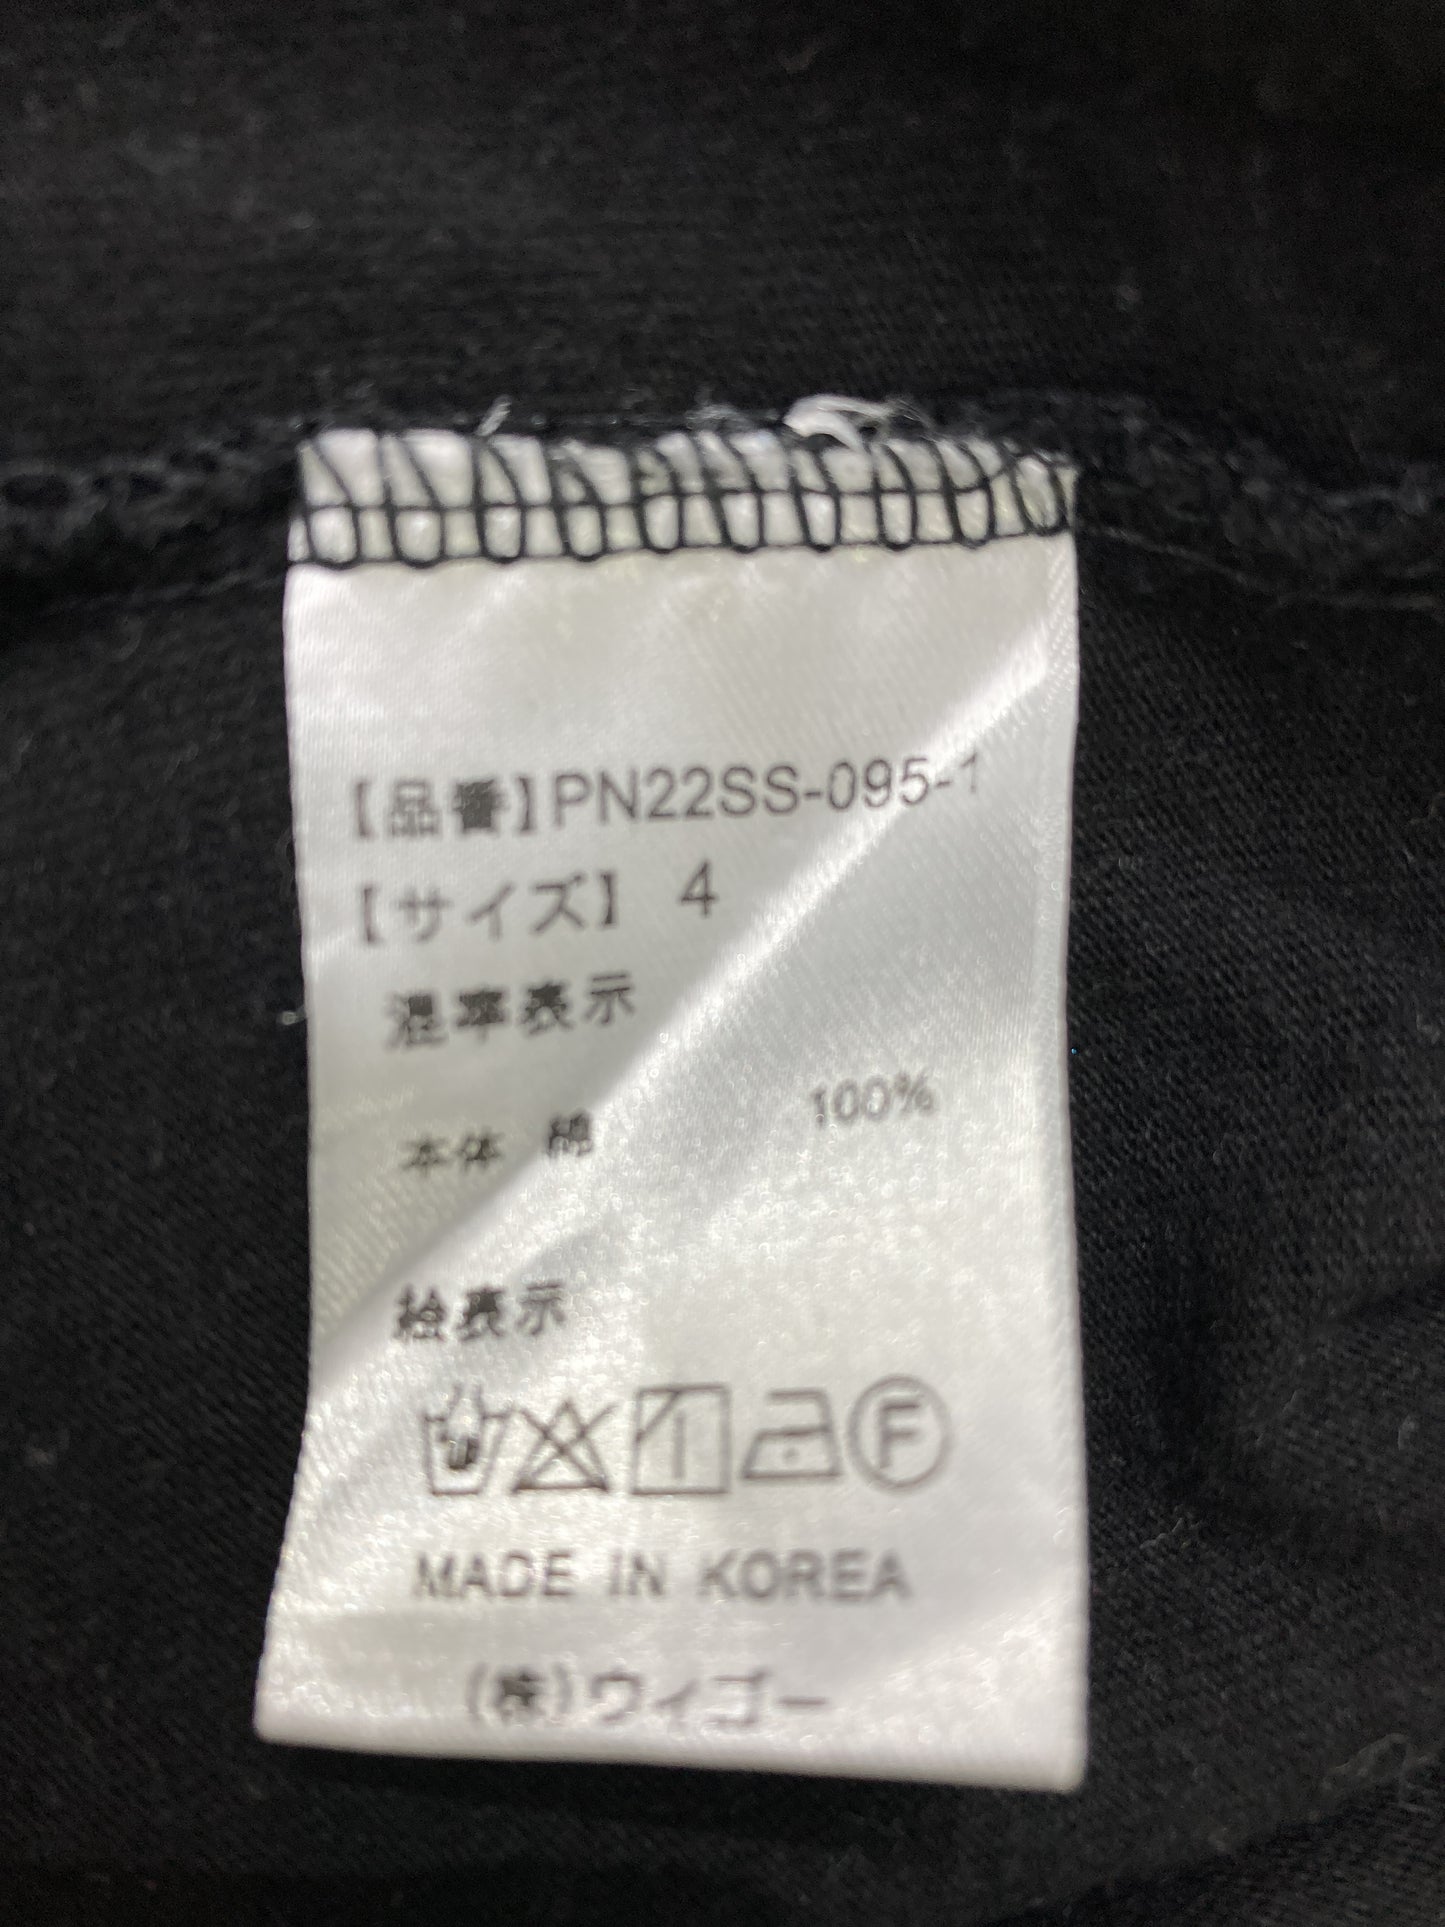 【品番】PN22SS-095-1
【サイズ】 4
混率表示
本体 綿 100%
絵表示
F
MADE IN KOREA
(株)ウィゴー